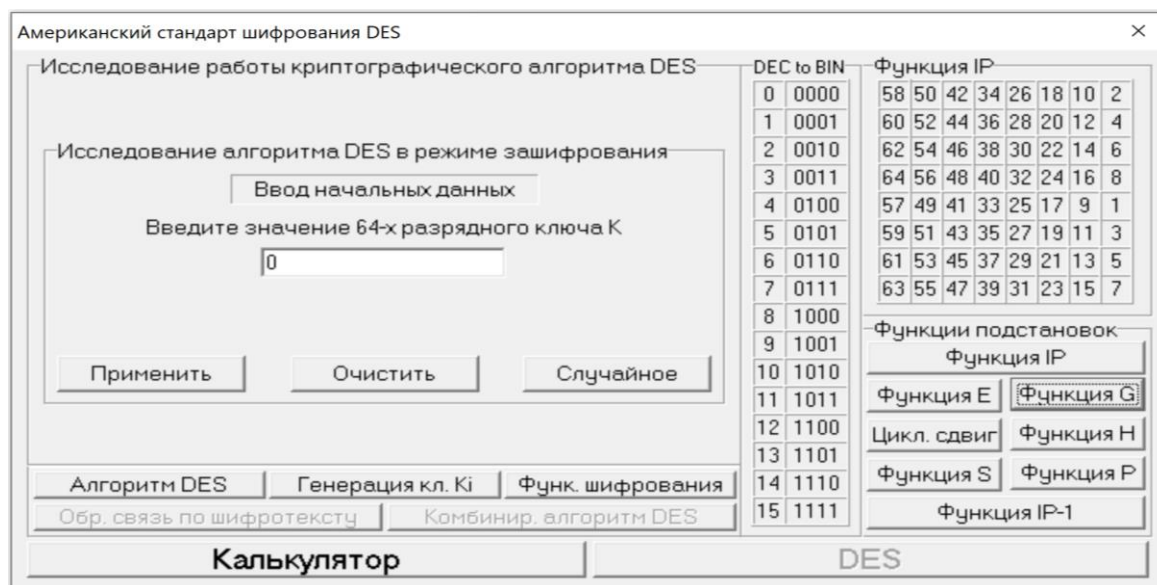 Американский стандарт шифрования DES
Исследование работы криптографического алгоритма DES
Исследование алгоритма DES в режиме зашифрования
Ввод начальных данных
Введите значение 64-х разрядного ключа K
0
Применить Очистить Случайное
Алгоритм DES Генерация кл. Ki Функ. шифрования
Обр. связь по шифротексту Комбинир. алгоритм DES
DEC to BIN
0 0000
1 0001
2 0010
3 0011
4 0100
5 0101
6 0110
7 0111
8 1000
9 1001
10 1010
11 1011
12 1100
13 1101
14 1110
15 1111
Функция IP
58 50 42 34 26 18 10 2
60 52 44 36 28 20 12 4
62 54 46 38 30 22 14 6
64 56 48 40 32 24 16 8
57 49 41 33 25 17 9 1
59 51 43 35 27 19 11 3
61 53 45 37 29 21 13 5
63 55 47 39 31 23 15 7
Функции подстановок
Функция IP
Функция E Функция G
Цикл. сдвиг Функция H
Функция S Функция P
Функция IP-1
Калькулятор DES